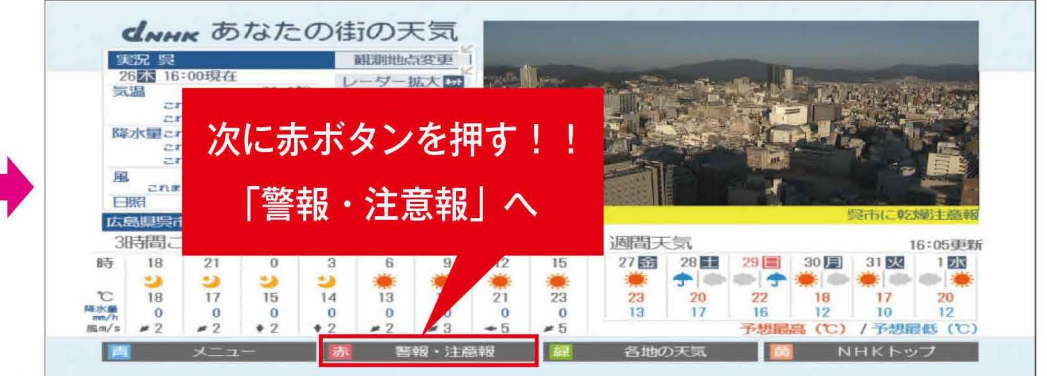 dNHK あなたの街の天気
実況 呉 観測地点変更
26木 16:00現在
レーダー拡大
気温
降水量
風
これま
日照
次に赤ボタンを押す！！
「警報・注意報」へ
広島県呉市
呉市に乾燥注意報
3時間ご
週間天気 16:05更新
時 18 21 0 3 6 9 12 15
27金 28土 29日 30月 31火 1水
℃ 18 17 15 14 13 21 23
23 20 22 18 17 20
降水量mm/h 0 0 0 0 0 0 0 0
13 17 16 12 10 12
風m/s 2 2 2 2 2 3 5 5
予想最高（℃）/ 予想最低（℃）
青 メニュー 赤 警報・注意報 緑 各地の天気 黄 NHKトップ